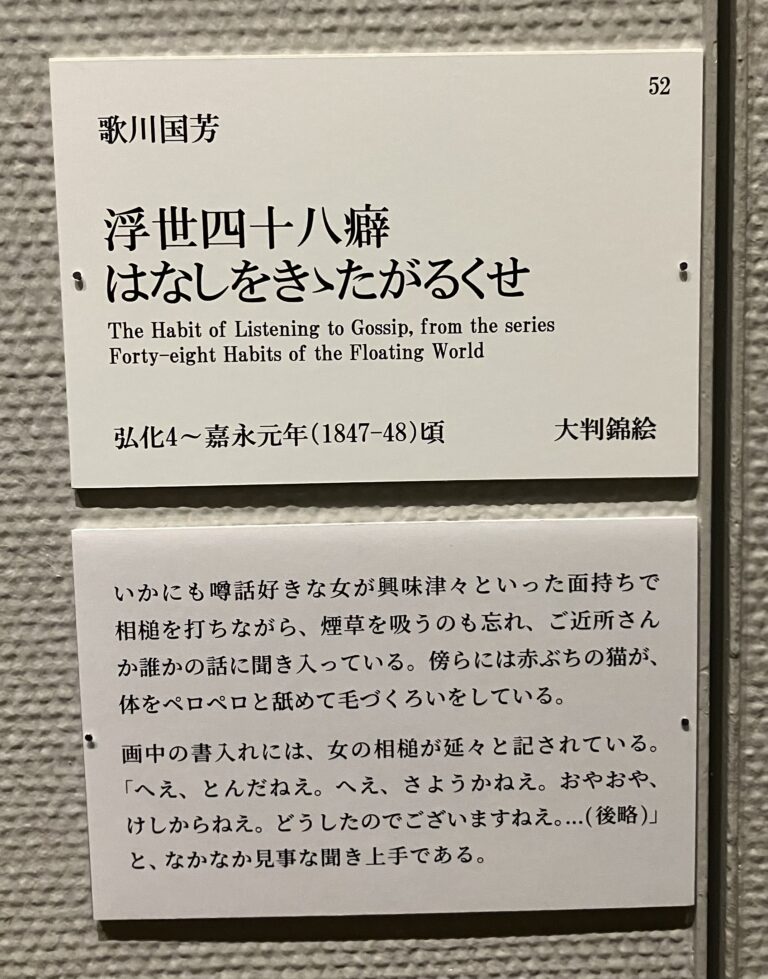 52
歌川国芳
浮世四十八癖
はなしをきゝたがるくせ
The Habit of Listening to Gossip, from the series
Forty-eight Habits of the Floating World
弘化4～嘉永元年(1847-48)頃　大判錦絵
いかにも噂話好きな女が興味津々といった面持ちで
相槌を打ちながら、煙草を吸うのも忘れ、ご近所さん
か誰かの話に聞き入っている。傍らには赤ぶちの猫が、
体をペロペロと舐めて毛づくろいをしている。
画中の書入れには、女の相槌が延々と記されている。
「へえ、とんだねえ。へえ、さようかねえ。おやおや、
けしからねえ。どうしたのでございますねえ。…(後略)」
と、なかなか見事な聞き上手である。